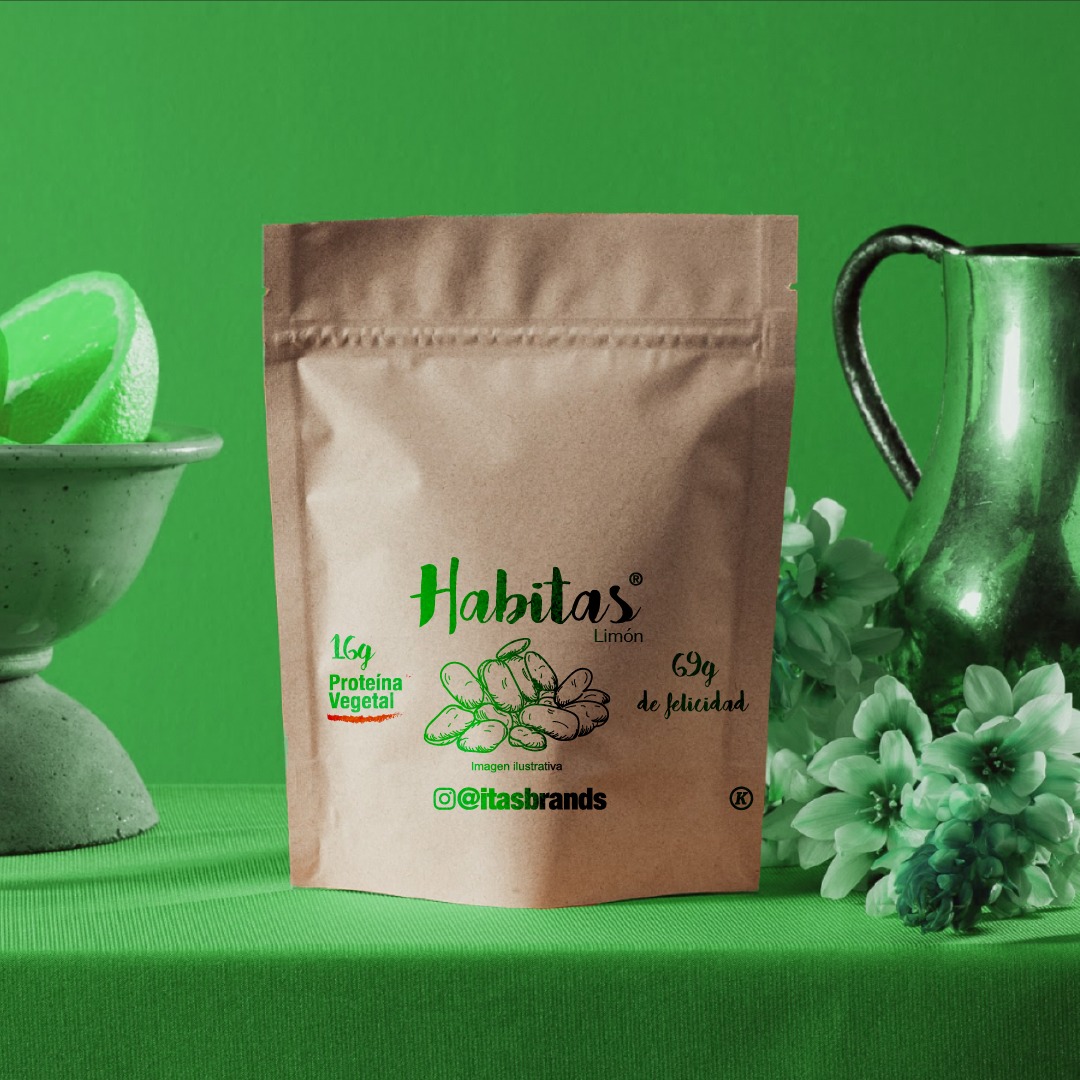 Habitas®
Limón
16g
Proteína
Vegetal
69g
de felicidad
Imagen ilustrativa
@itasbrands
K